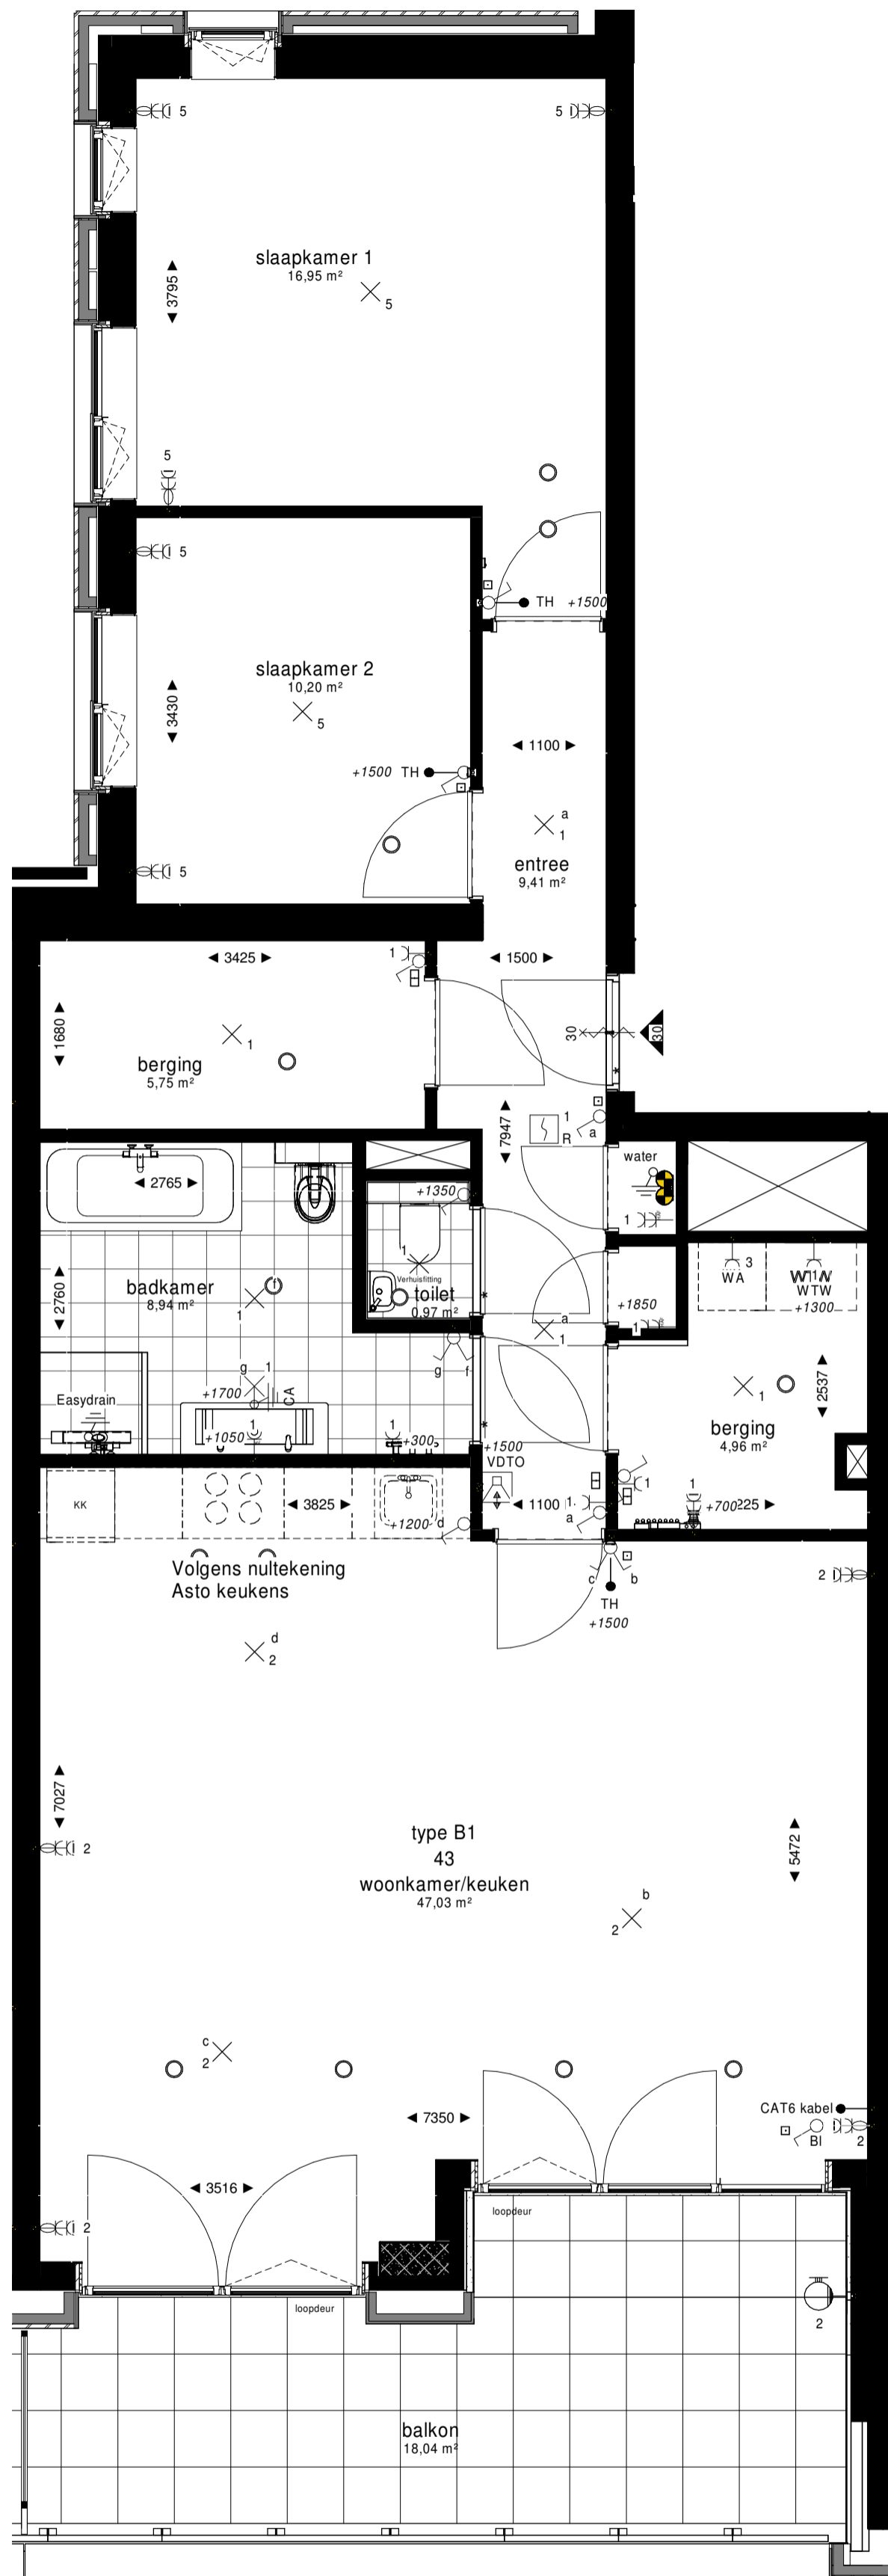 5
5
slaapkamer 1
16,95 m²
3795
5
5
5
TH +1500
slaapkamer 2
10,20 m²
3430
5
1100
+1500 TH
a
1
entree
9,41 m²
5
3425
1
1500
1680
1
30
30
berging
5,75 m²
7947
1
R
a
water
2765
+1350
1
1
Verhuisfitting
toilet
0,97 m²
WA
3
1
WTW
+1300
badkamer
8,94 m²
f
1
2760
+1850
1
a
1
g
f
g
1
+1700
CA
Easydrain
+1050
1
1
+300
1
2537
berging
4,96 m²
+1500
VDTO
KK
3825
+1200
d
1100
1
a
1
1
+700
225
Volgens nultekening
Asto keukens
c
b
TH
+1500
2
d
2
7027
2
type B1
43
woonkamer/keuken
47,03 m²
5472
b
2
c
2
7350
CAT6 kabel
BI
2
3516
2
loopdeur
loopdeur
2
balkon
18,04 m²